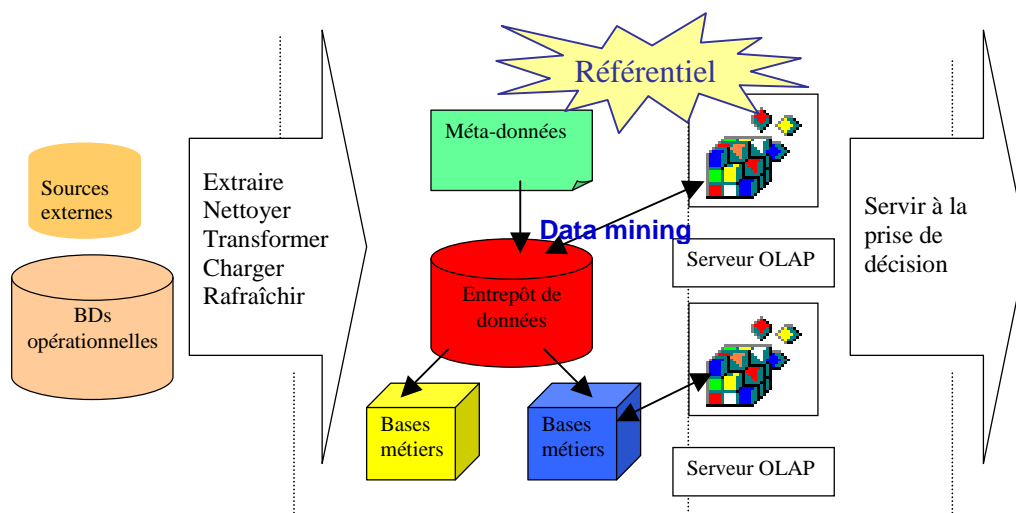 Référentiel
Méta-données
Sources
externes
Extraire
Nettoyer
Transformer
Charger
Rafraîchir
Data mining
Servir à la
prise de
décision
Serveur OLAP
BDs
opérationnelles
Entrepôt de
données
Bases
métiers
Bases
métiers
Serveur OLAP